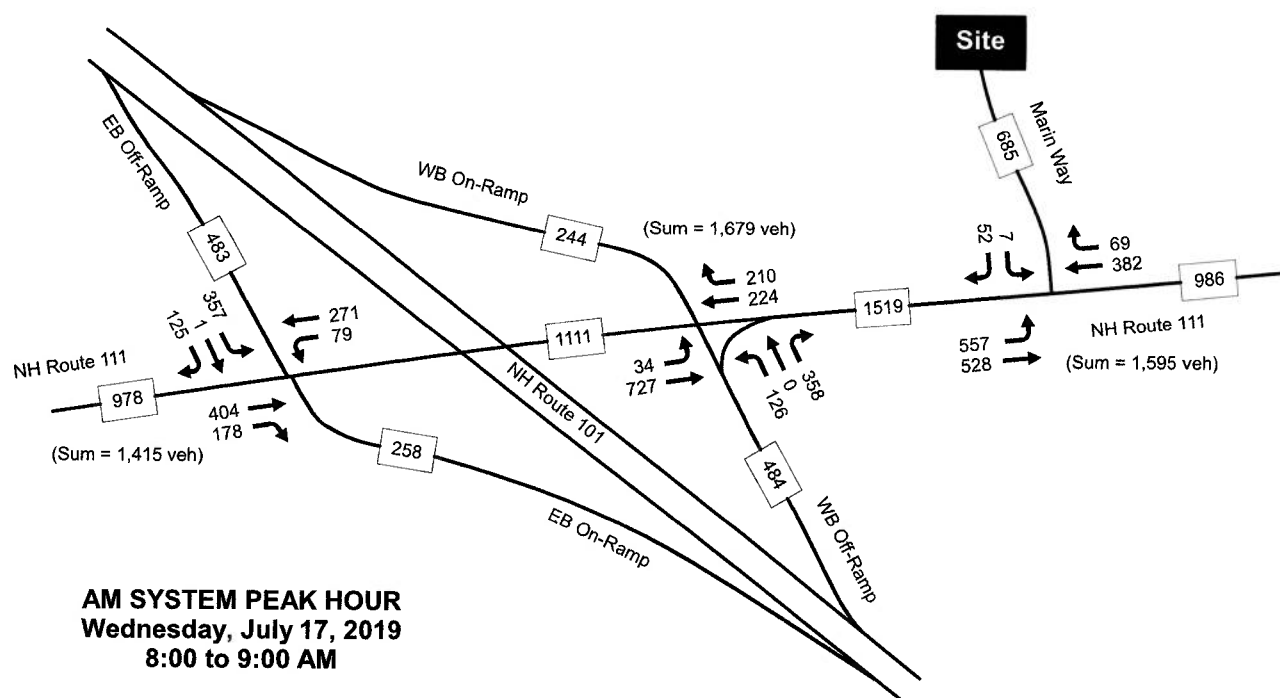 Site
Marin Way
685
EB Off-Ramp
WB On-Ramp
483
244
(Sum = 1,679 veh)
52
7
69
382
986
210
224
1519
NH Route 111
557
528
(Sum = 1,595 veh)
125
1
357
271
79
1111
34
727
126
0
358
NH Route 111
978
404
178
(Sum = 1,415 veh)
NH Route 101
258
484
EB On-Ramp
WB Off-Ramp
AM SYSTEM PEAK HOUR
Wednesday, July 17, 2019
8:00 to 9:00 AM